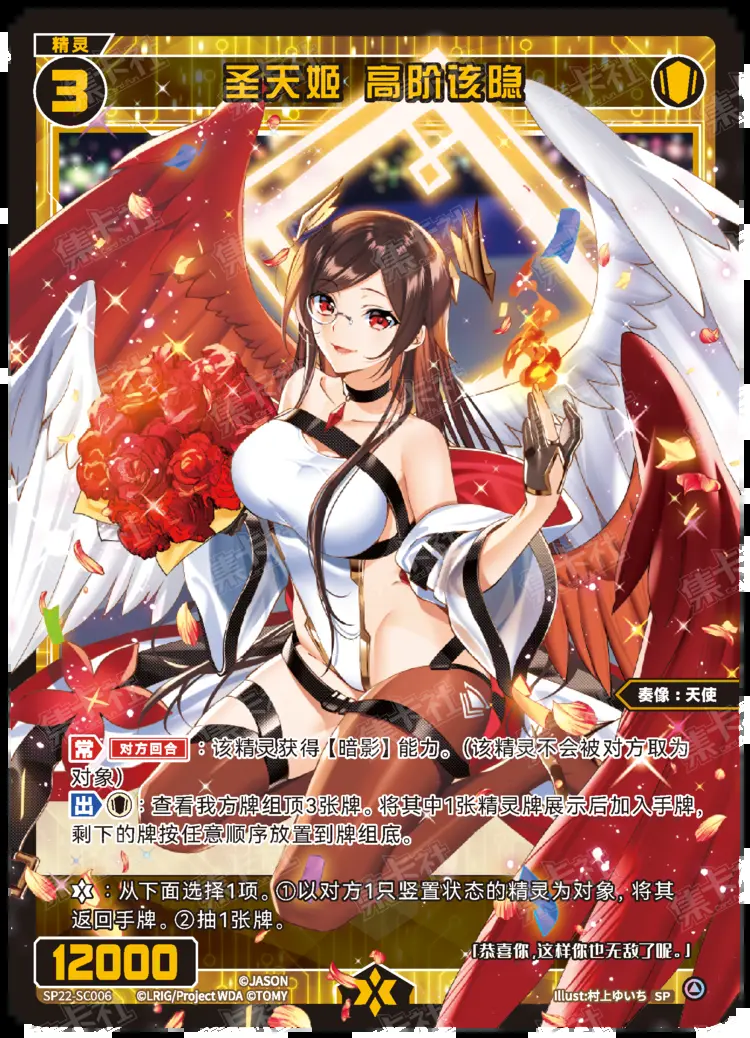 精灵
3
圣天姬 高阶该隐
奏像：天使
常 对方回合：该精灵获得【暗影】能力。（该精灵不会被对方取为
对象）
出：查看我方牌组顶3张牌。将其中1张精灵牌展示后加入手牌，
剩下的牌按任意顺序放置到牌组底。
：从下面选择1项。①以对方1只竖置状态的精灵为对象，将其
返回手牌。②抽1张牌。
「恭喜你，这样你也无敌了呢。」
12000
©JASON
SP22-SC006 ©LRIG/Project WDA ©TOMY
Illust:村上ゆいち SP
集卡社